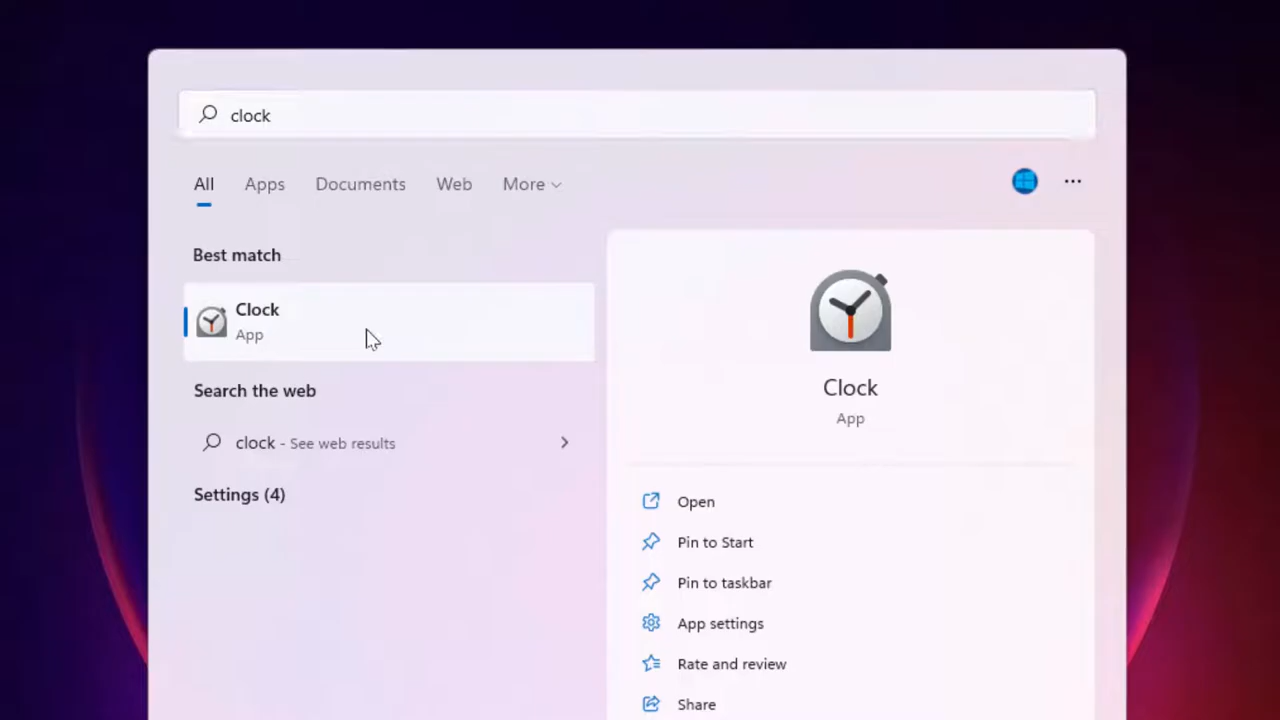 clock
All Apps Documents Web More
Best match
Clock
App
Search the web
clock - See web results
Settings (4)
Clock
App
Open
Pin to Start
Pin to taskbar
App settings
Rate and review
Share